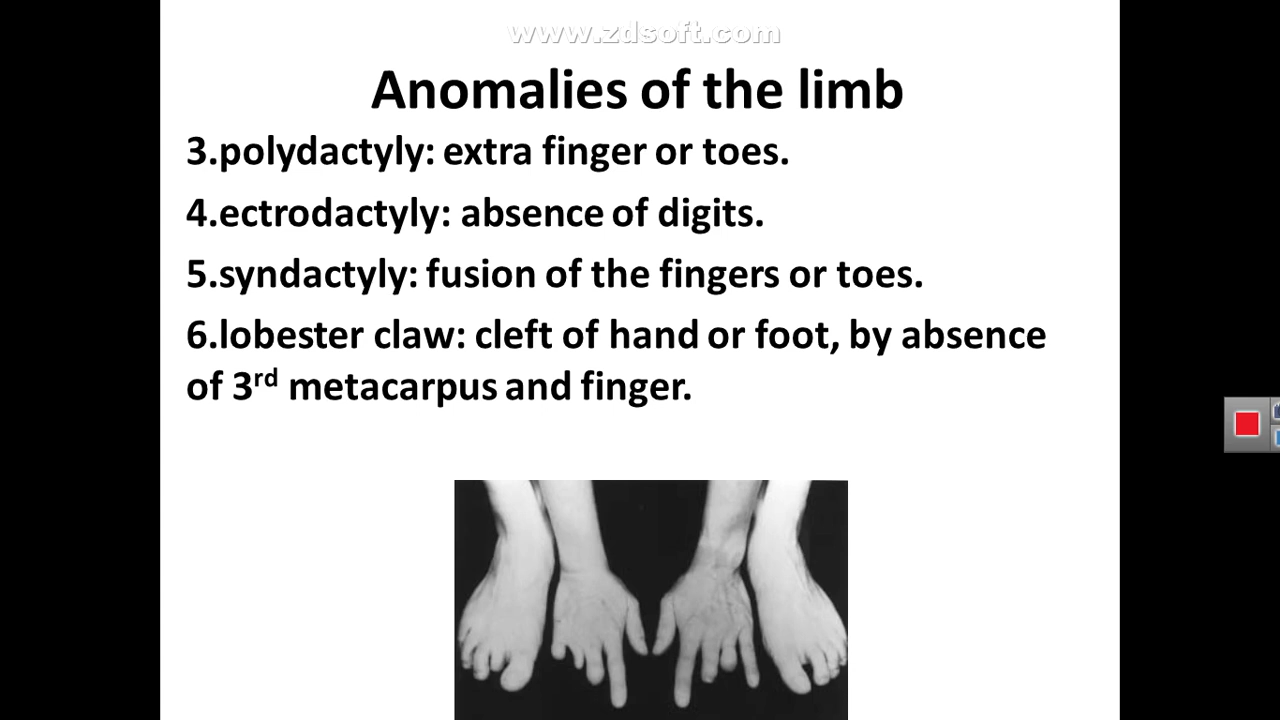 www.zdsoft.com
Anomalies of the limb
3.polydactyly: extra finger or toes.
4.ectrodactyly: absence of digits.
5.syndactyly: fusion of the fingers or toes.
6.lobester claw: cleft of hand or foot, by absence
of 3rd metacarpus and finger.